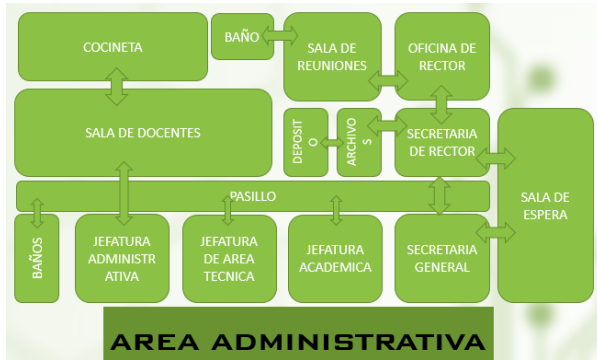 COCINETA
BAÑO
SALA DE
REUNIONES
OFICINA DE
RECTOR
SALA DE DOCENTES
DEPOSIT
O
ARCHIVO
S
SECRETARIA
DE RECTOR
SALA DE
ESPERA
PASILLO
BAÑOS
JEFATURA
ADMINISTR
ATIVA
JEFATURA
DE AREA
TECNICA
JEFATURA
ACADEMICA
SECRETARIA
GENERAL
AREA ADMINISTRATIVA